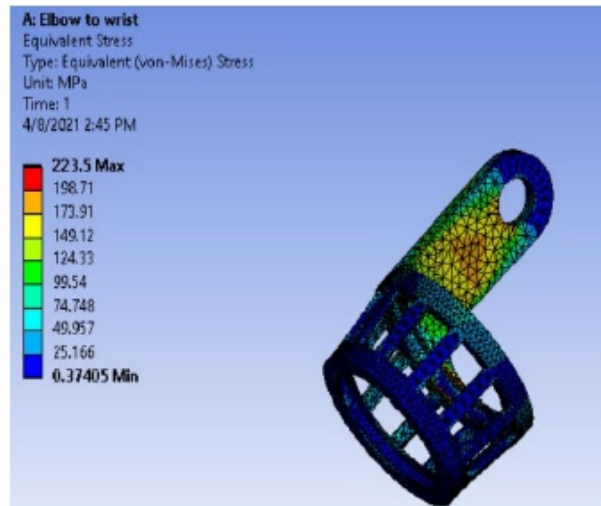 A: Elbow to wrist
Equivalent Stress
Type: Equivalent (von-Mises) Stress
Unit: MPa
Time: 1
4/8/2021 2:45 PM
223.5 Max
198.71
173.91
149.12
124.33
99.54
74.748
49.957
25.166
0.37405 Min